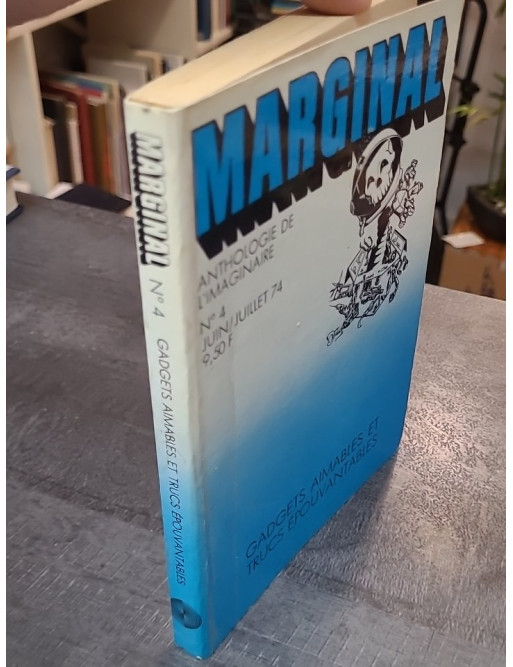 MARGINAL
N° 4
GADGETS AIMABLES ET TRUCS ÉPOUVANTABLES
MARGINAL
ANTHOLOGIE DE
L'IMAGINAIRE
N° 4
JUIN/JUILLET 74
9,50 F
GADGETS AIMABLES ET
TRUCS ÉPOUVANTABLES